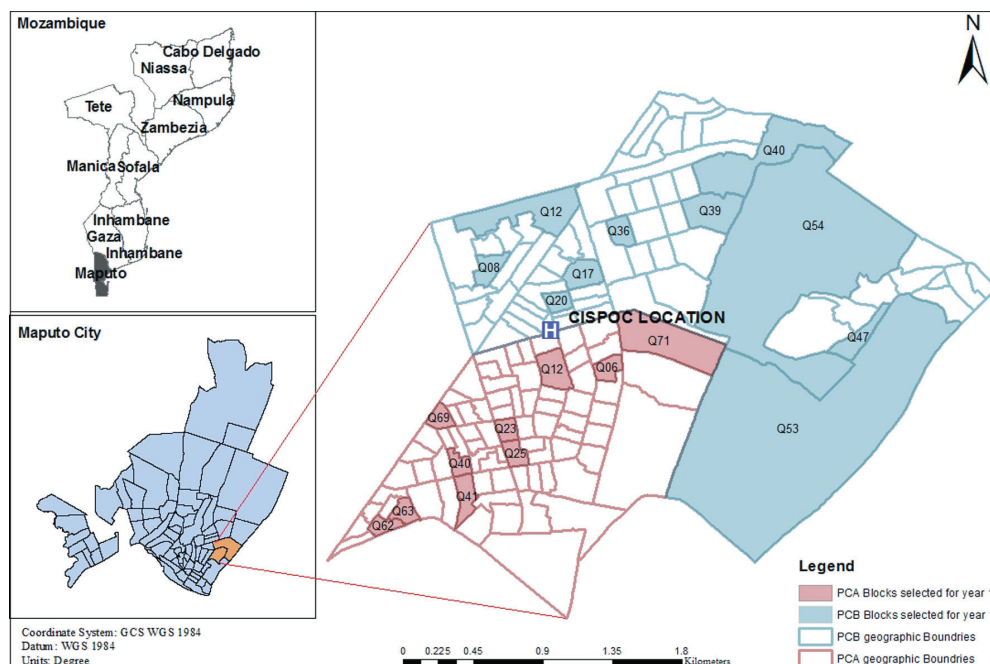 Mozambique
Cabo Delgado
Niassa
Nampula
Tete
Zambezia
Manica
Sofala
Inhambane
Gaza
Inhambane
Maputo
Maputo City
N
Q40
Q12
Q39
Q54
Q36
Q08
Q17
Q20
H
CISPOC LOCATION
Q47
Q71
Q12
Q06
Q69
Q23
Q53
Q25
Q40
Q41
Q63
Q62
Legend
PCA Blocks selected for year 1
PCB Blocks selected for year
PCB geographic Boundries
PCA geographic Boundries
Coordinate System: GCS WGS 1984
Datum: WGS 1984
Units: Degree
0 0.225 0.45 0.9 1.35 1.8
Kilometers